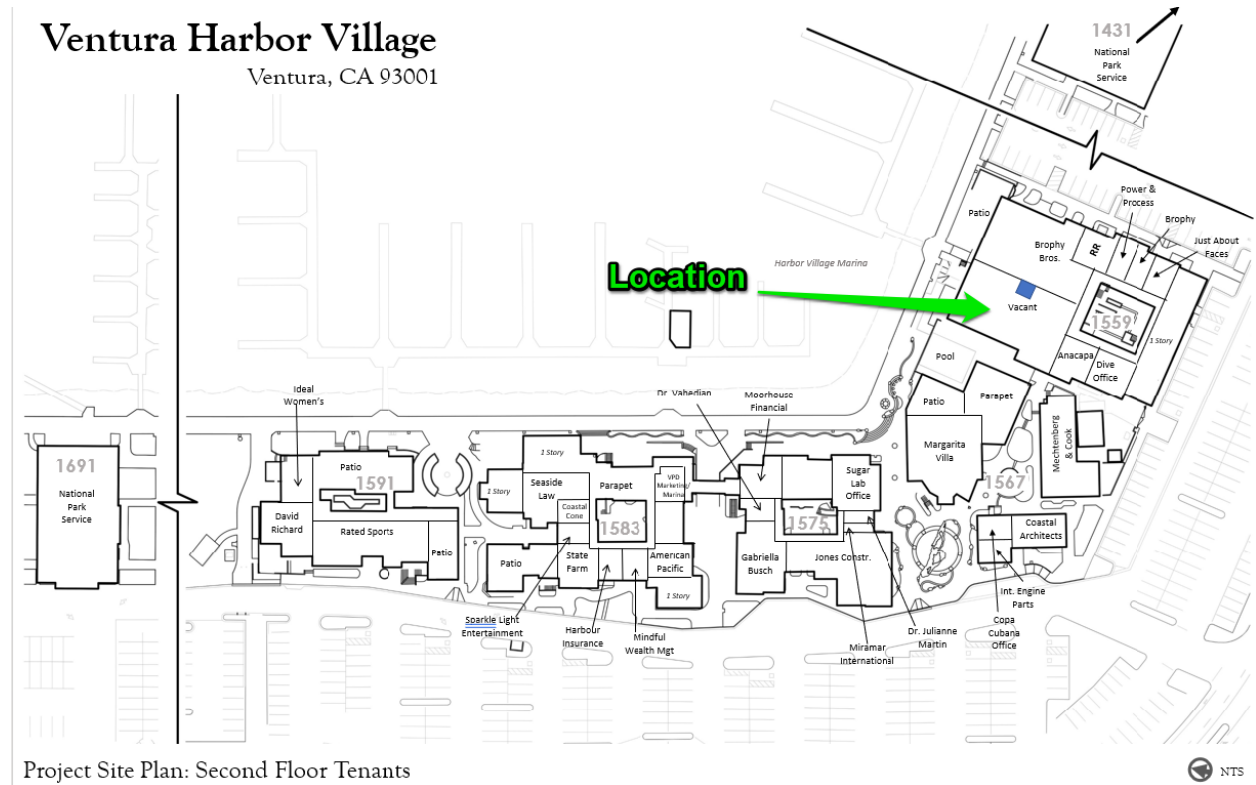 Ventura Harbor Village
Ventura, CA 93001
1431
National
Park
Service
Power &
Process
Brophy
Just About
Faces
Patio
Brophy
Bros.
RR
Location
Harbor Village Marina
Vacant
1559
1 Story
Anacapa
Dive
Office
Pool
Patio
Parapet
Margarita
Villa
Mechtenberg
& Cook
1567
Coastal
Architects
Int. Engine
Parts
Copa
Cubana
Office
1691
National
Park
Service
Ideal
Women's
Patio
1591
David
Richard
Rated Sports
Patio
1 Story
1 Story
Seaside
Law
Parapet
VPD
Marketing/
Marina
Coastal
Cone
1583
Patio
State
Farm
American
Pacific
1 Story
Sparkle Light
Entertainment
Harbour
Insurance
Mindful
Wealth Mgt
Dr. Vahedian
Moorhouse
Financial
Sugar
Lab
Office
1575
Gabriella
Busch
Jones Constr.
Miramar
International
Dr. Julianne
Martin
Project Site Plan: Second Floor Tenants
NTS